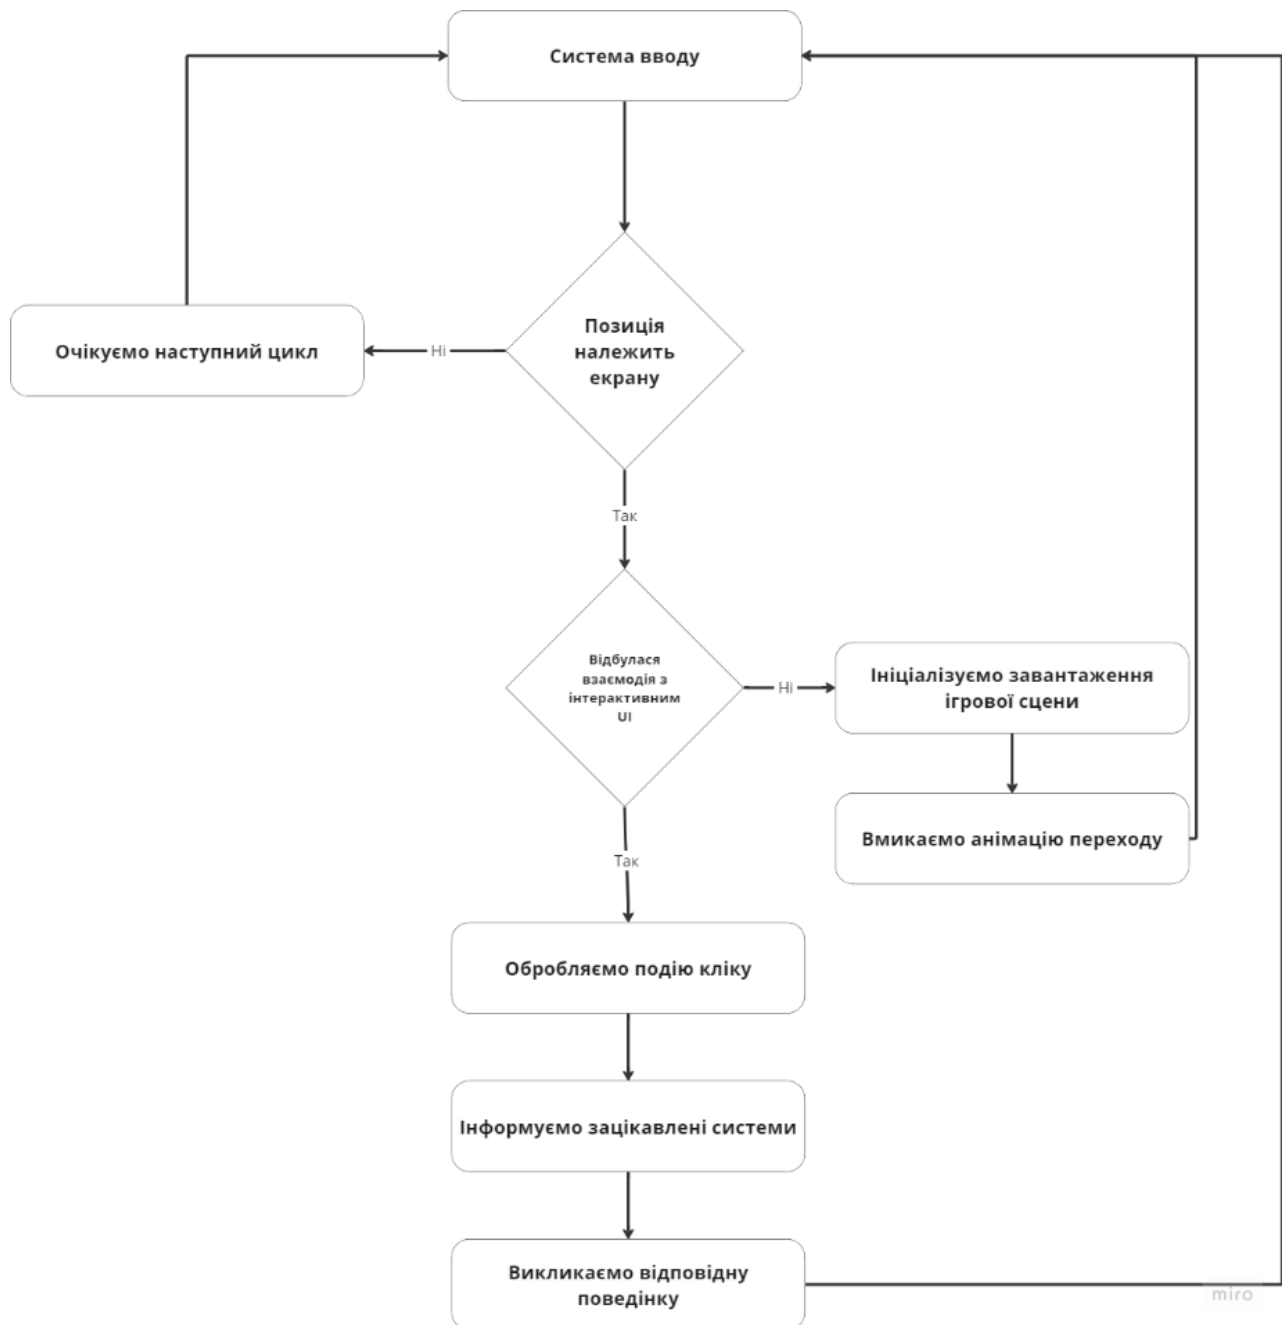 Система вводу
Позиція
належить
екрану
Ні
Очікуємо наступний цикл
Так
Відбулася
взаємодія з
інтерактивним
UI
Ні
Ініціалізуємо завантаження
ігрової сцени
Вмикаємо анімацію переходу
Так
Обробляємо подію кліку
Інформуємо зацікавлені системи
Викликаємо відповідну
поведінку
miro